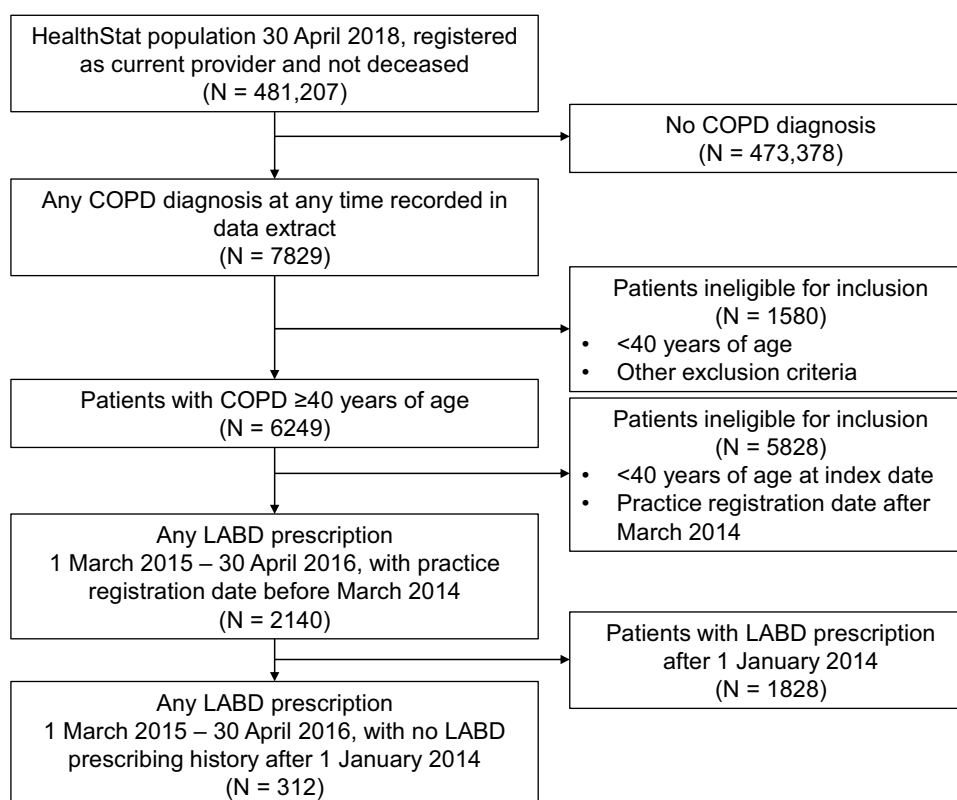 HealthStat population 30 April 2018, registered
as current provider and not deceased
(N = 481,207)
No COPD diagnosis
(N = 473,378)
Any COPD diagnosis at any time recorded in
data extract
(N = 7829)
Patients ineligible for inclusion
(N = 1580)
• <40 years of age
• Other exclusion criteria
Patients with COPD ≥40 years of age
(N = 6249)
Patients ineligible for inclusion
(N = 5828)
• <40 years of age at index date
• Practice registration date after
March 2014
Any LABD prescription
1 March 2015 – 30 April 2016, with practice
registration date before March 2014
(N = 2140)
Patients with LABD prescription
after 1 January 2014
(N = 1828)
Any LABD prescription
1 March 2015 – 30 April 2016, with no LABD
prescribing history after 1 January 2014
(N = 312)